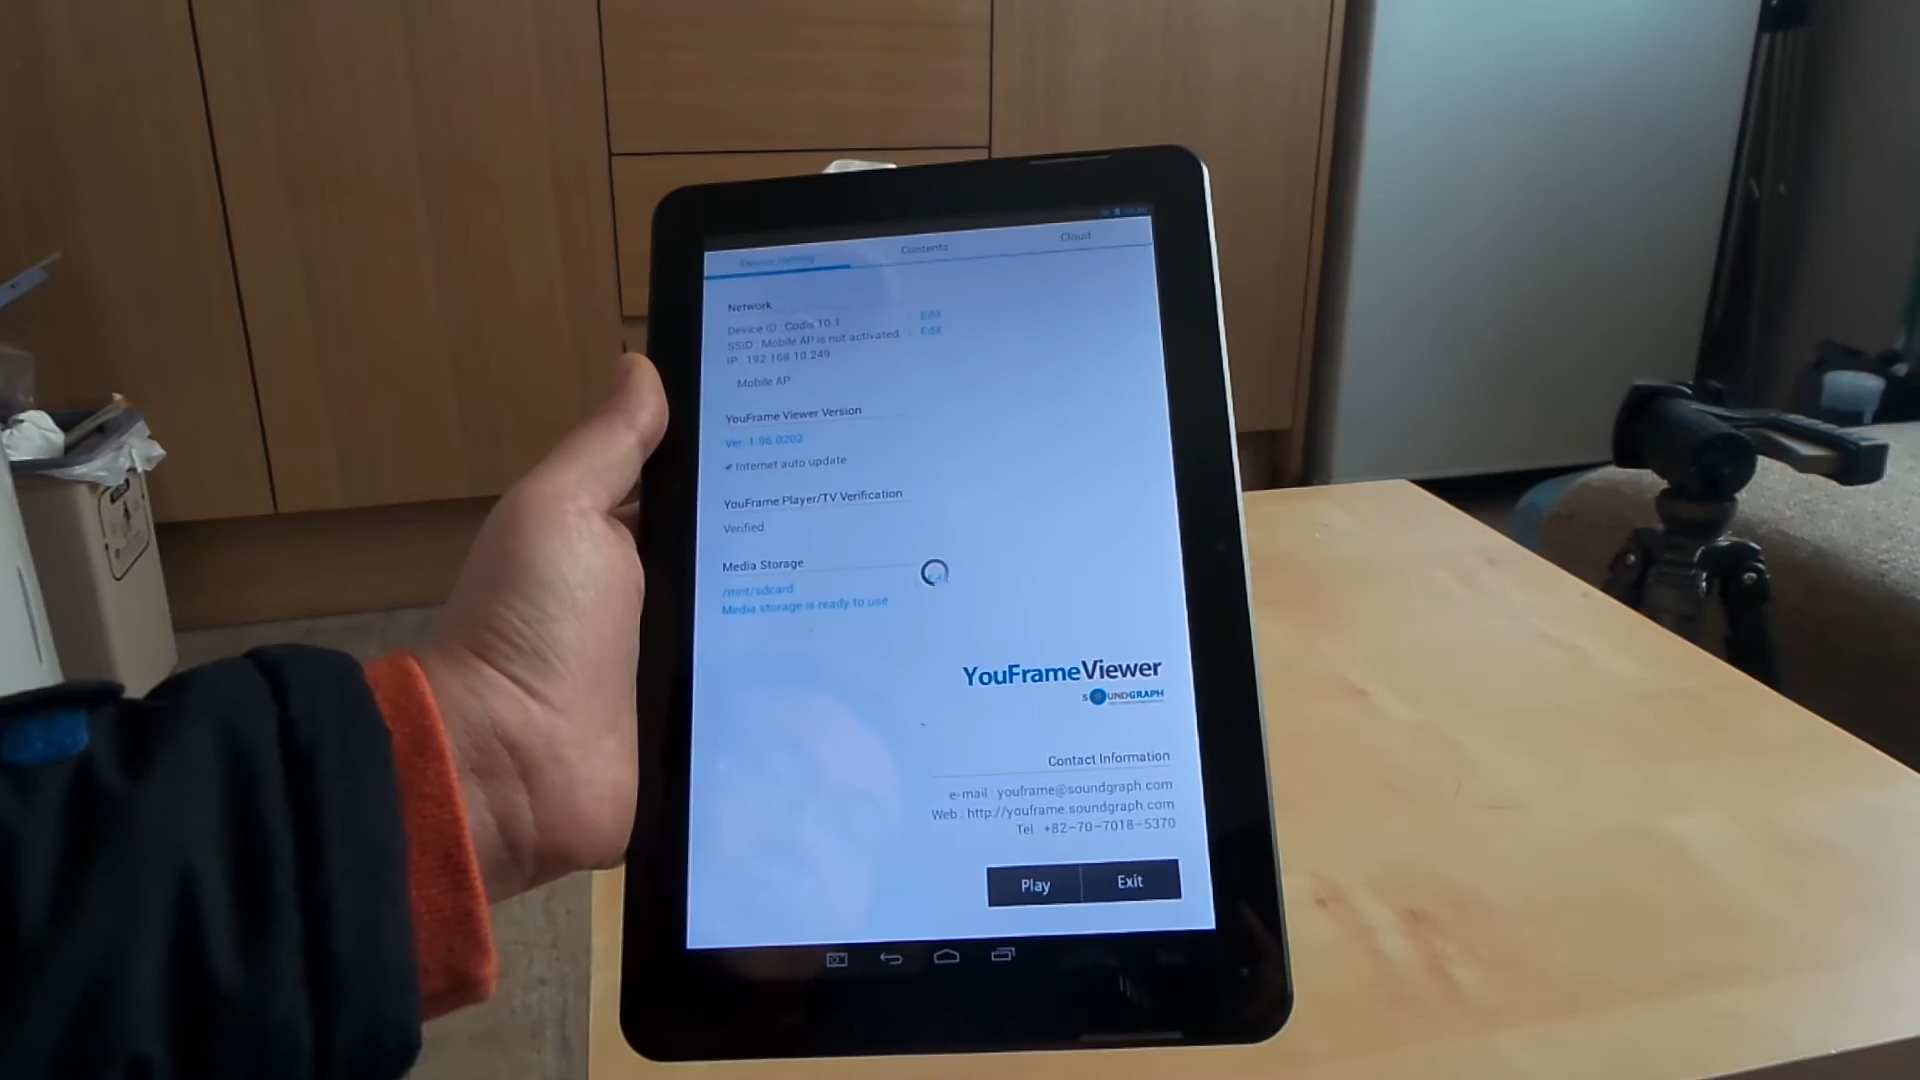 Device Setting
Contents
Cloud
Network
Device ID : Codis 10.1
Edit
SSID : Mobile AP is not activated
Edit
IP : 192.168.10.249
Mobile AP
YouFrame Viewer Version
Ver. 1.96.0202
Internet auto update
YouFrame Player/TV Verification
Verified
Media Storage
Edit
/mnt/sdcard
Media storage is ready to use
YouFrameViewer
SOUNDGRAPH
Contact Information
e-mail : youframe@soundgraph.com
Web : http://youframe.soundgraph.com
Tel : +82-70-7018-5370
Play
Exit